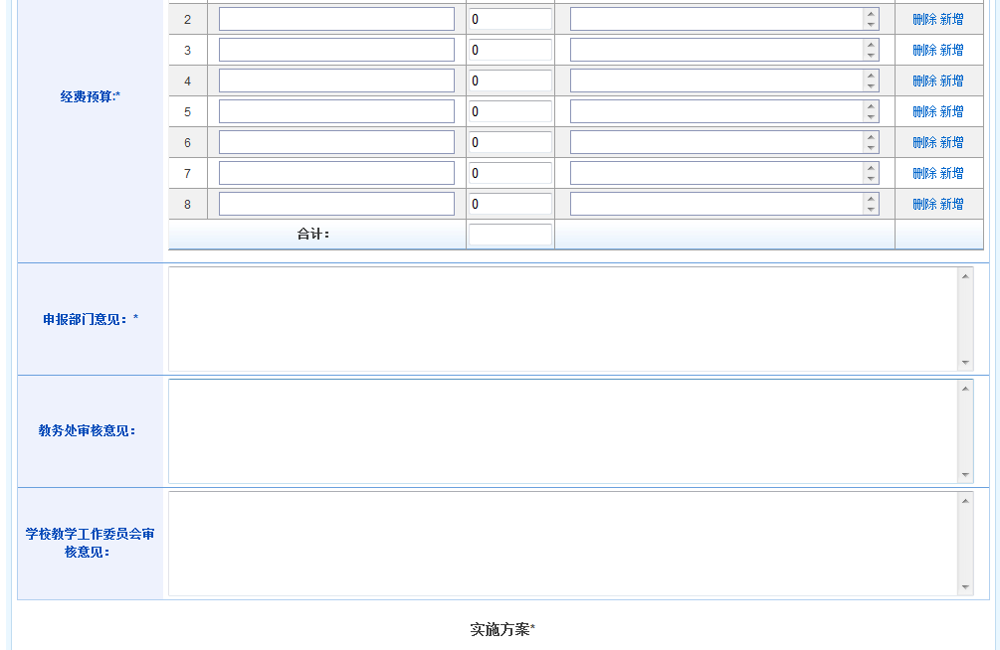 经费预算:*
2 0 删除 新增
3 0 删除 新增
4 0 删除 新增
5 0 删除 新增
6 0 删除 新增
7 0 删除 新增
8 0 删除 新增
合计：
申报部门意见：*
教务处审核意见：
学校教学工作委员会审
核意见：
实施方案*